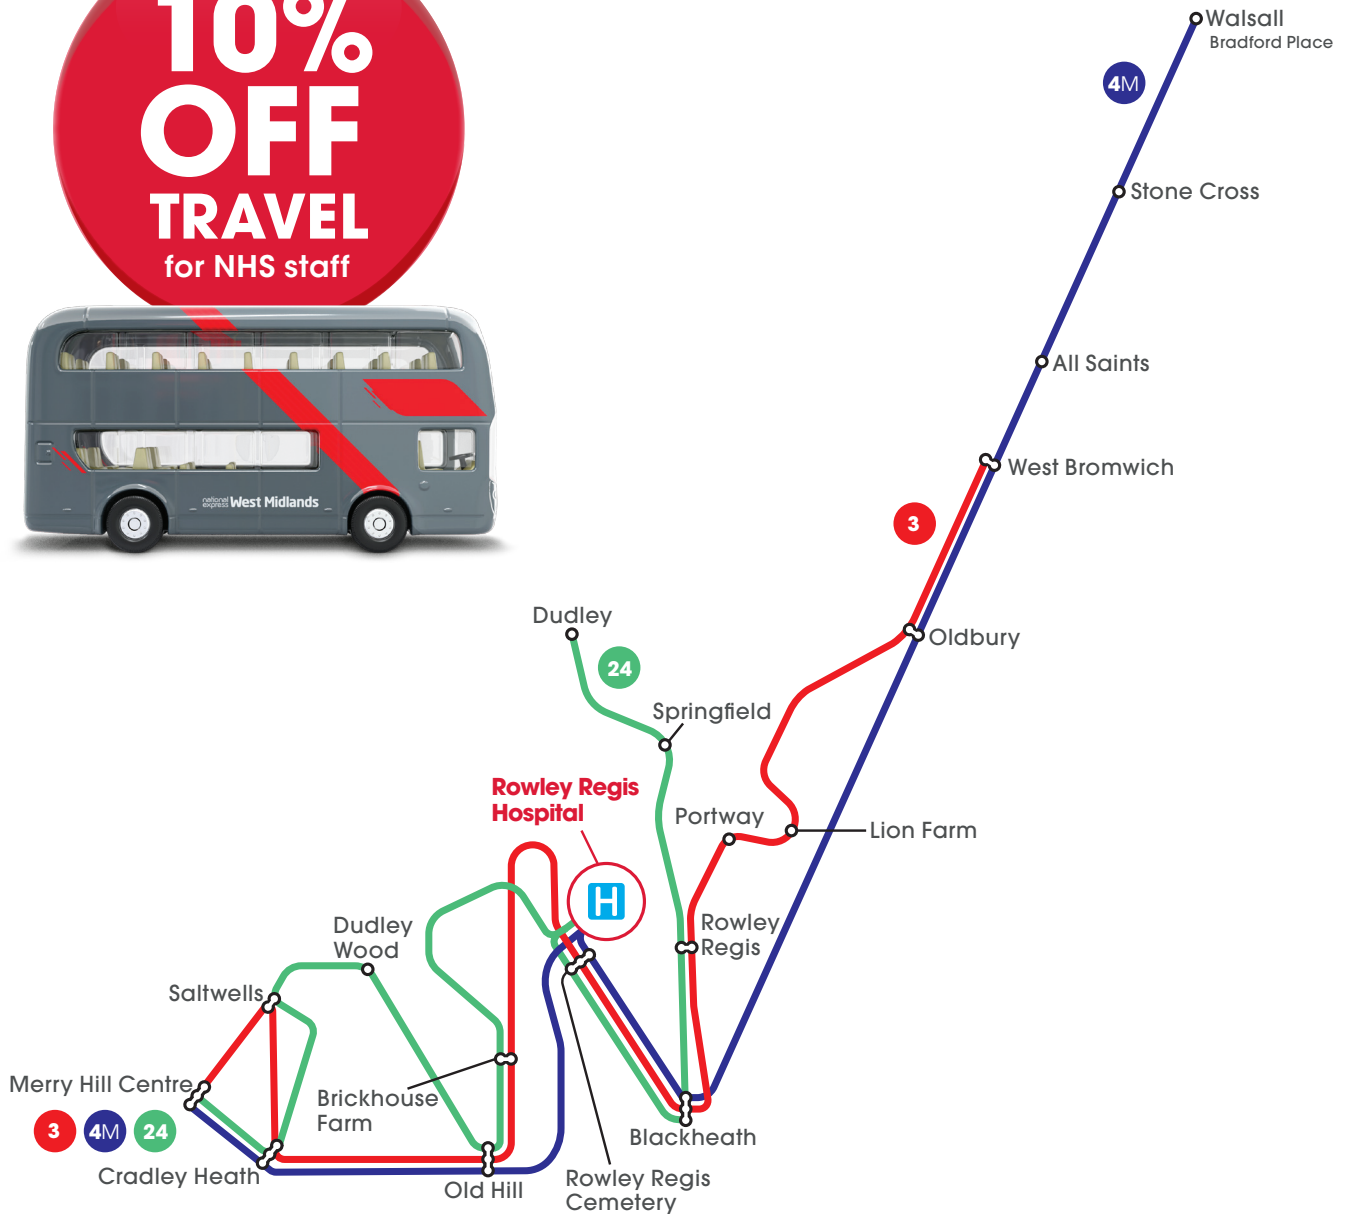 10%
OFF
TRAVEL
for NHS staff
national
express West Midlands
Walsall
Bradford Place
4M
Stone Cross
All Saints
West Bromwich
3
Oldbury
Dudley
24
Springfield
Rowley Regis
Hospital
H
Portway
Lion Farm
Dudley
Wood
Rowley
Regis
Saltwells
Merry Hill Centre
3 4M 24
Brickhouse
Farm
Blackheath
Cradley Heath
Old Hill
Rowley Regis
Cemetery